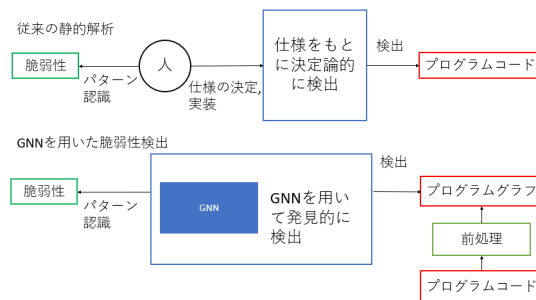 従来の静的解析
脆弱性
パターン
認識
人
仕様の決定,
実装
仕様をもと
に決定論的
に検出
検出
プログラムコード
GNNを用いた脆弱性検出
脆弱性
パターン
認識
GNN
GNNを用い
て発見的に
検出
検出
プログラムグラフ
前処理
プログラムコード